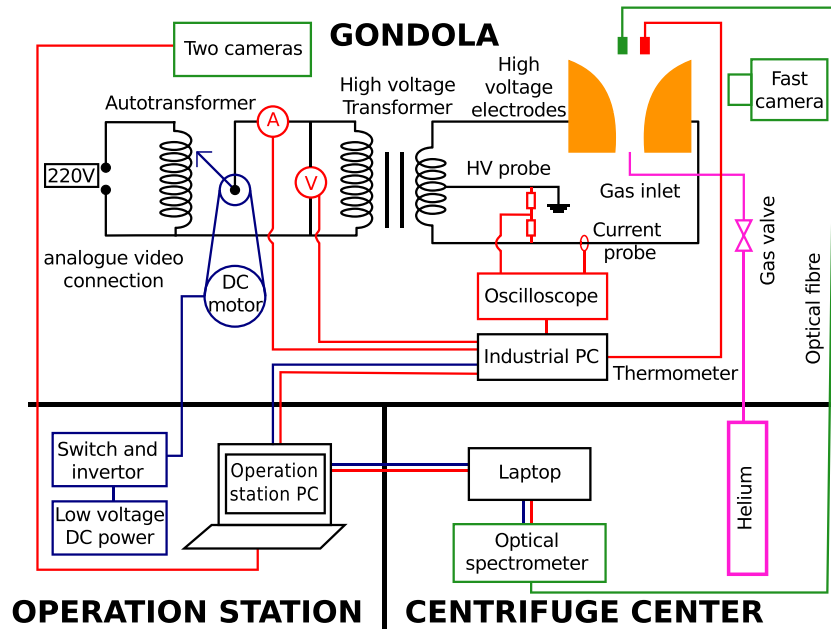 GONDOLA
Two cameras
High
voltage
electrodes
Fast
camera
High voltage
Transformer
Autotransformer
A
V
220V
HV probe
Gas inlet
Gas valve
Current
probe
analogue video
connection
DC
motor
Oscilloscope
Optical fibre
Industrial PC
Thermometer
Switch and
invertor
Low voltage
DC power
Operation
station PC
Laptop
Optical
spectrometer
Helium
OPERATION STATION
CENTRIFUGE CENTER